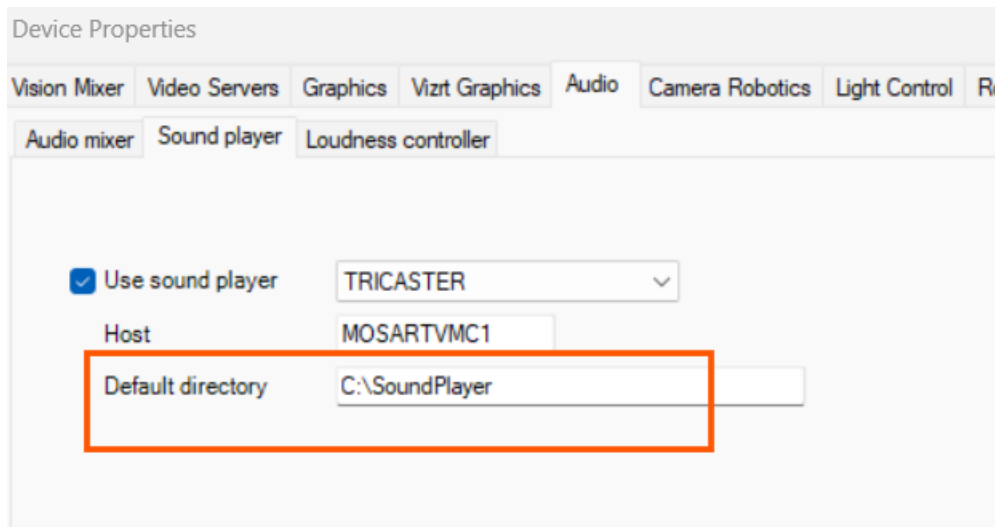 Device Properties
Vision Mixer Video Servers Graphics Vizrt Graphics Audio Camera Robotics Light Control
Audio mixer Sound player Loudness controller
Use sound player TRICASTER
Host MOSARTVMC1
Default directory C:\SoundPlayer